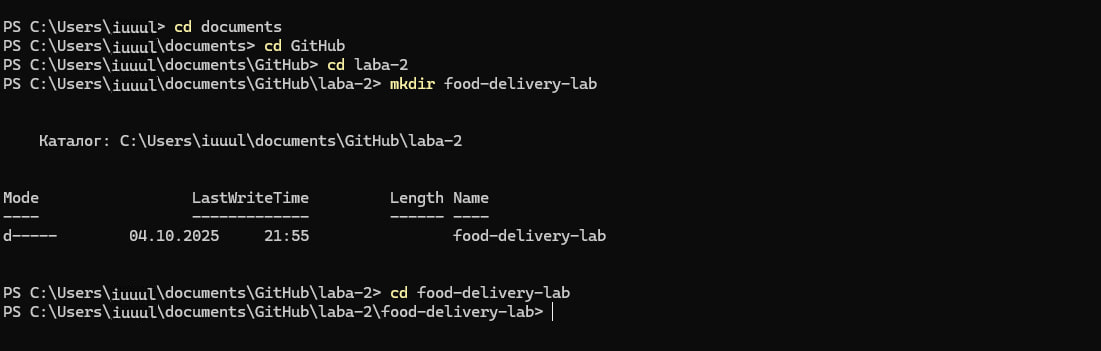 PS C:\Users\iuuul> cd documents
PS C:\Users\iuuul\documents> cd GitHub
PS C:\Users\iuuul\documents\GitHub> cd laba-2
PS C:\Users\iuuul\documents\GitHub\laba-2> mkdir food-delivery-lab
Каталог: C:\Users\iuuul\documents\GitHub\laba-2
Mode LastWriteTime Length Name
---- ------------- ------ ----
d----- 04.10.2025 21:55 food-delivery-lab
PS C:\Users\iuuul\documents\GitHub\laba-2> cd food-delivery-lab
PS C:\Users\iuuul\documents\GitHub\laba-2\food-delivery-lab>